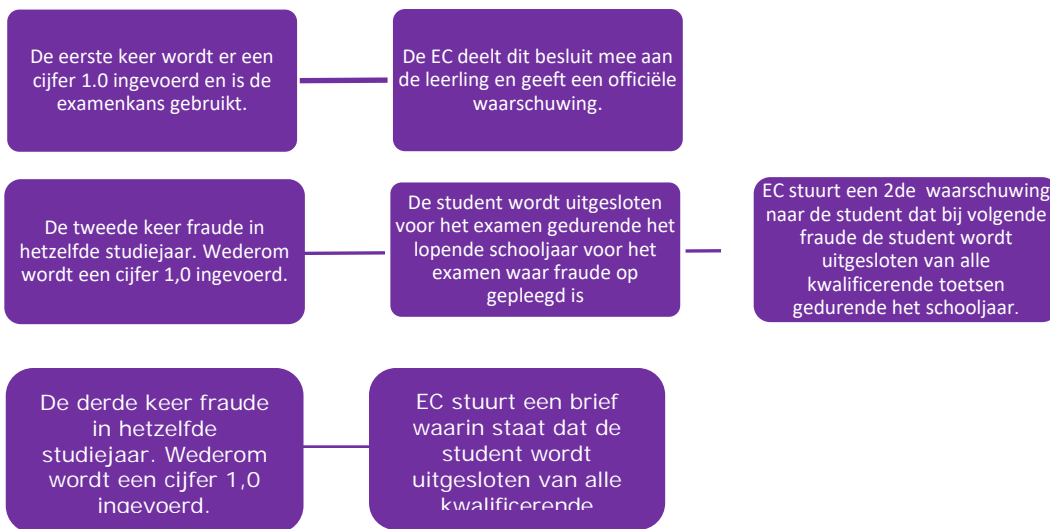 De eerste keer wordt er een
cijfer 1.0 ingevoerd en is de
examenkans gebruikt.
De EC deelt dit besluit mee aan
de leerling en geeft een officiële
waarschuwing.
De tweede keer fraude in
hetzelfde studiejaar. Wederom
wordt een cijfer 1,0 ingevoerd.
De student wordt uitgesloten
voor het examen gedurende het
lopende schooljaar voor het
examen waar fraude op
gepleegd is
EC stuurt een 2de waarschuwing
naar de student dat bij volgende
fraude de student wordt
uitgesloten van alle
kwalificerende toetsen
gedurende het schooljaar.
De derde keer fraude
in hetzelfde
studiejaar. Wederom
wordt een cijfer 1,0
ingevoerd.
EC stuurt een brief
waarin staat dat de
student wordt
uitgesloten van alle
kwalificerende